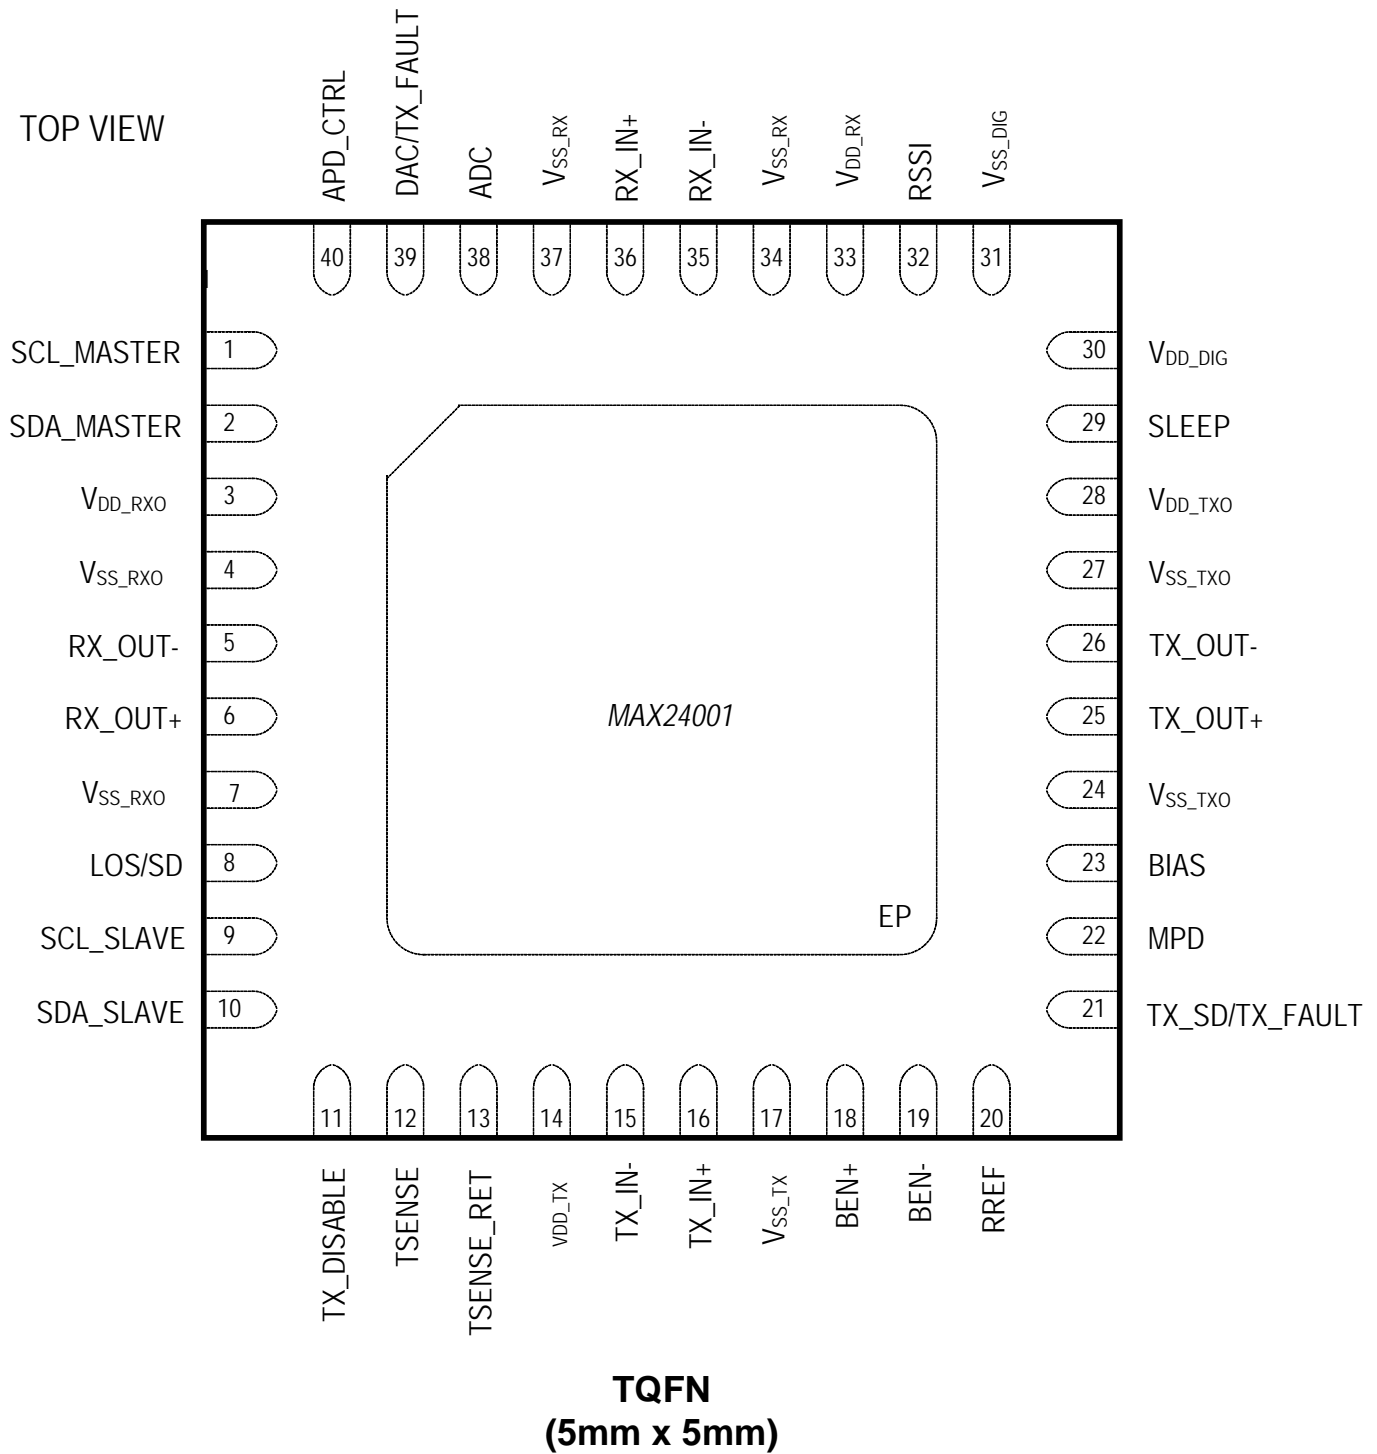 TOP VIEW
APD_CTRL
DAC/TX_FAULT
ADC
VSS_RX
RX_IN+
RX_IN-
VSS_RX
VDD_RX
RSSI
VSS_DIG
40 39 38 37 36 35 34 33 32 31
SCL_MASTER 1
30 VDD_DIG
SDA_MASTER 2
29 SLEEP
VDD_RXO 3
28 VDD_TXO
VSS_RXO 4
27 VSS_TXO
RX_OUT- 5
26 TX_OUT-
RX_OUT+ 6
MAX24001
25 TX_OUT+
VSS_RXO 7
24 VSS_TXO
LOS/SD 8
23 BIAS
EP
SCL_SLAVE 9
22 MPD
SDA_SLAVE 10
21 TX_SD/TX_FAULT
11 12 13 14 15 16 17 18 19 20
TX_DISABLE
TSENSE
TSENSE_RET
VDD_TX
TX_IN-
TX_IN+
VSS_TX
BEN+
BEN-
RREF
TQFN
(5mm x 5mm)